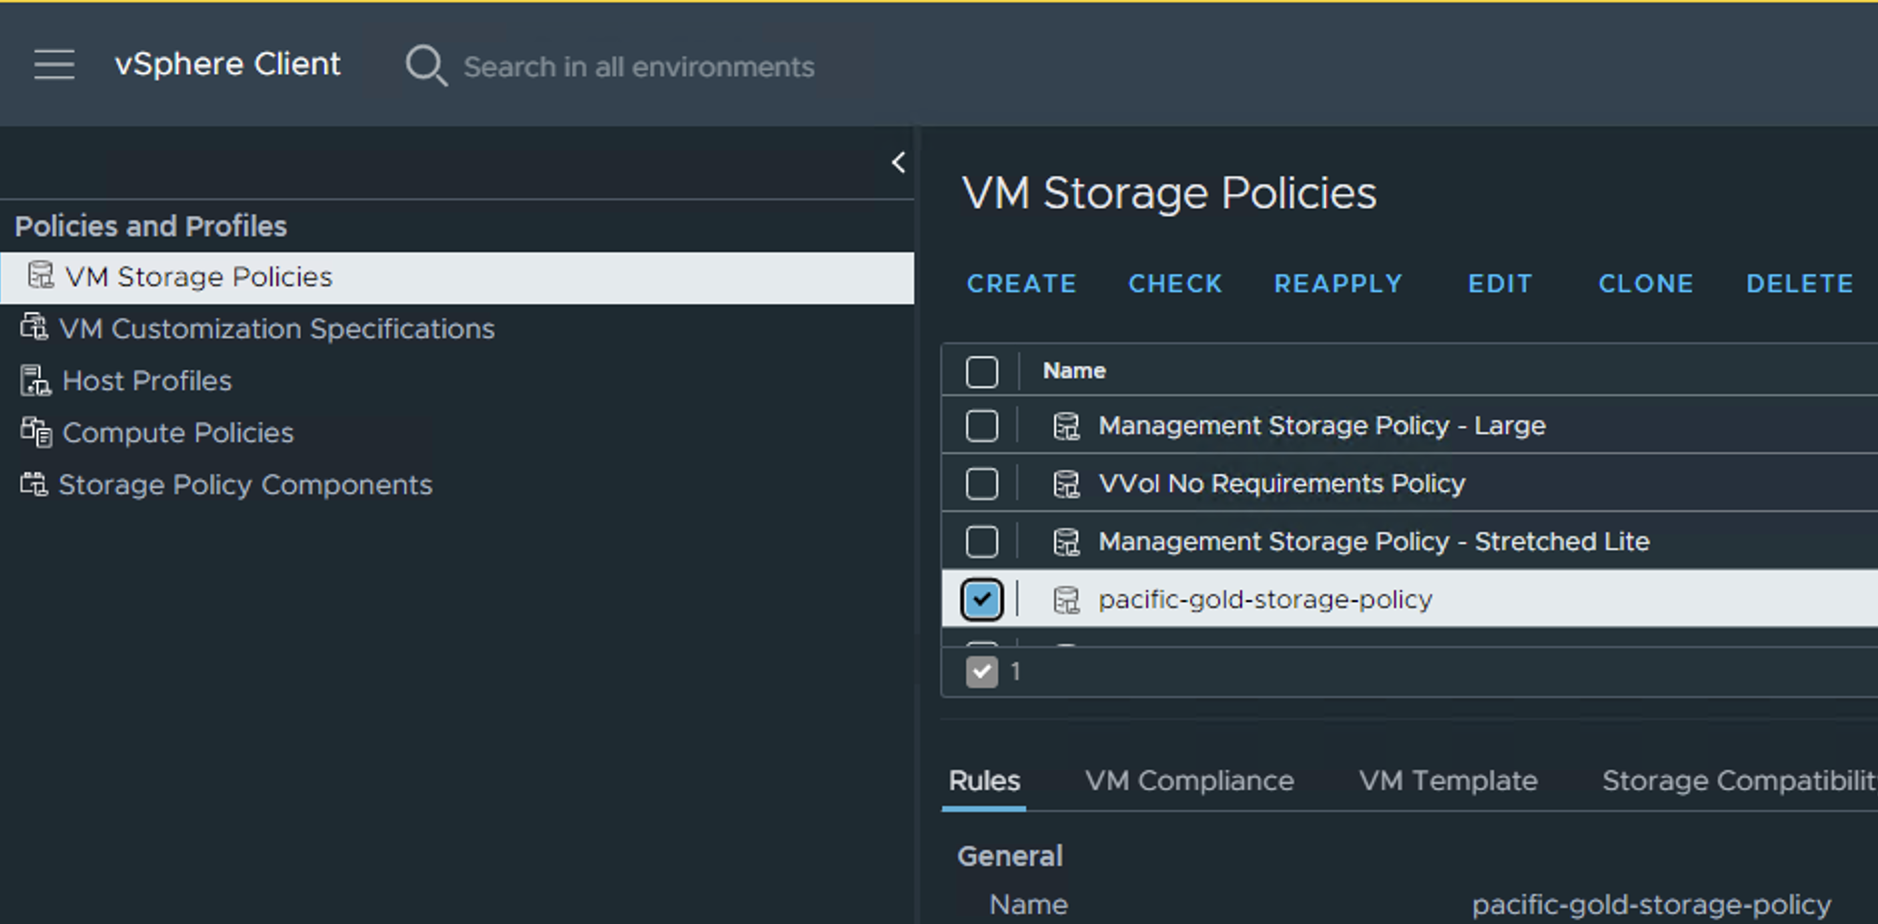 vSphere Client
Search in all environments
Policies and Profiles
VM Storage Policies
VM Customization Specifications
Host Profiles
Compute Policies
Storage Policy Components
VM Storage Policies
CREATE CHECK REAPPLY EDIT CLONE DELETE
Name
Management Storage Policy - Large
VVol No Requirements Policy
Management Storage Policy - Stretched Lite
pacific-gold-storage-policy
1
Rules VM Compliance VM Template Storage Compatibilit
General
Name pacific-gold-storage-policy